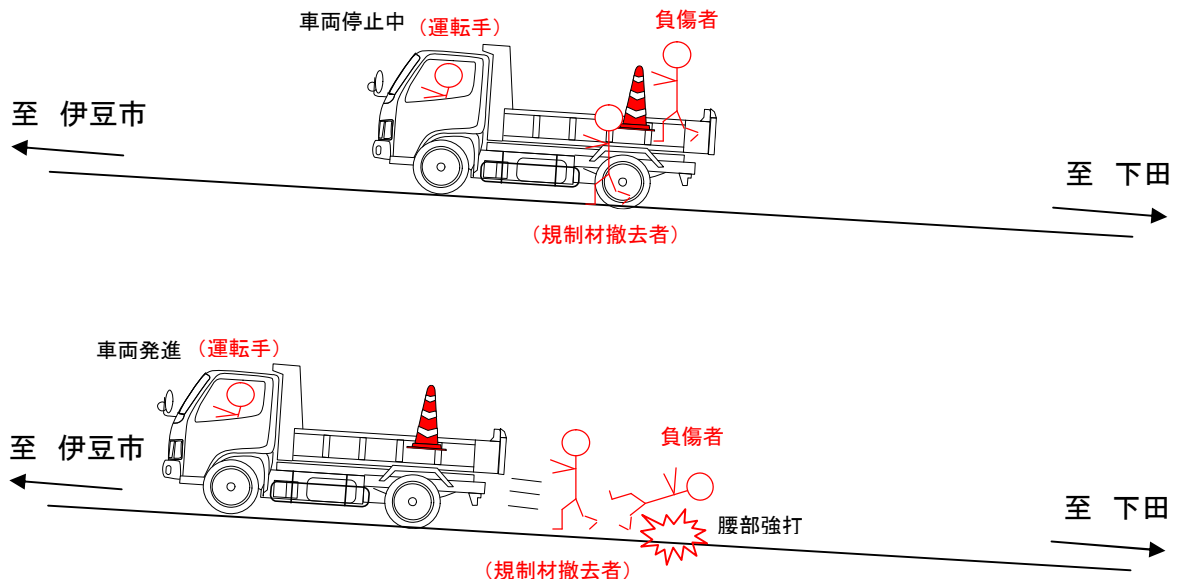 車両停止中 (運転手)
負傷者
至 伊豆市
至 下田
(規制材撤去者)
車両発進 (運転手)
負傷者
至 伊豆市
至 下田
腰部強打
(規制材撤去者)